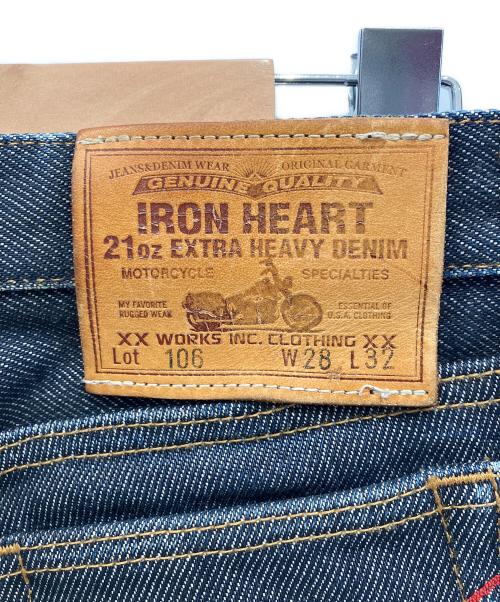 JEANS&DENIM WEAR ORIGINAL GARMENT
GENUINE QUALITY
IRON HEART
21oz EXTRA HEAVY DENIM
MOTORCYCLE SPECIALTIES
MY FAVORITE ESSENTIAL OF
RUGGED WEAR U.S.A. CLOTHING
XX WORKS INC. CLOTHING XX
Lot 106 W28 L32